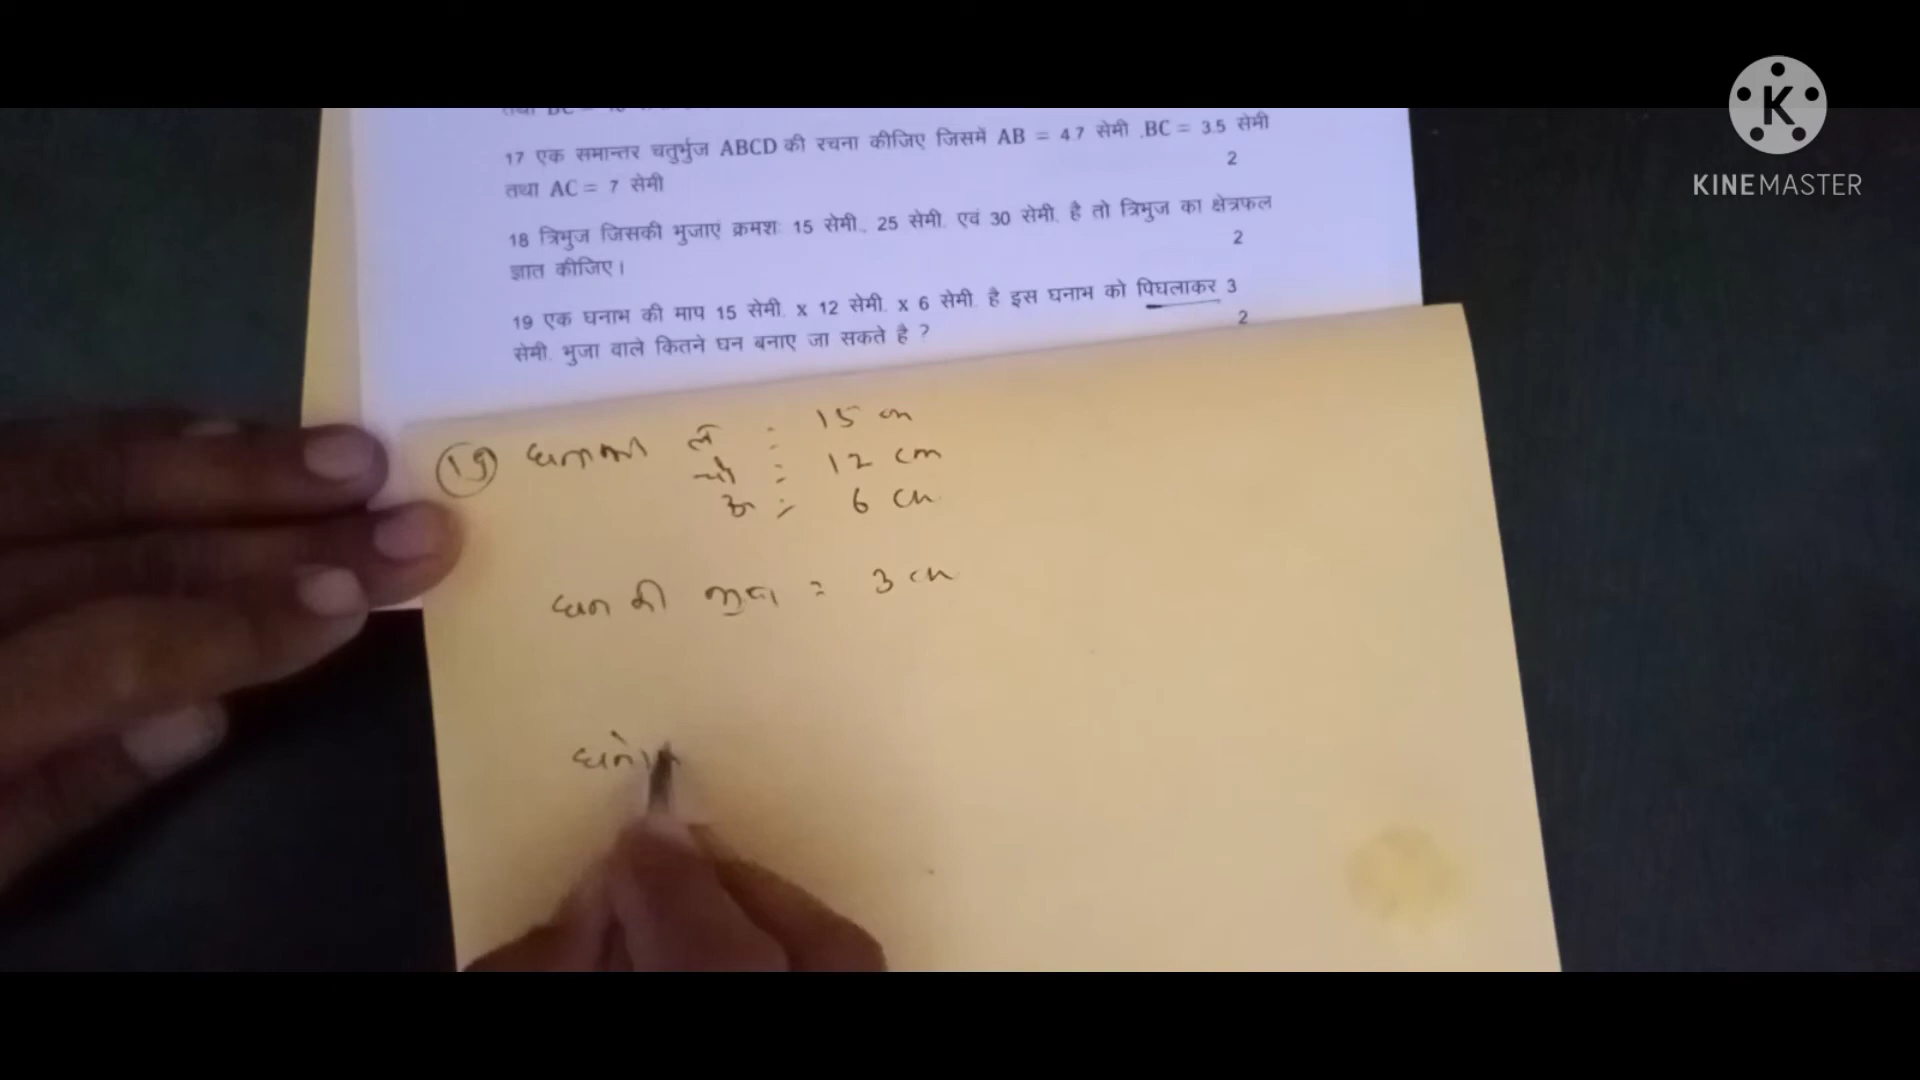 KINEMASTER
17 एक समान्तर चतुर्भुज ABCD की रचना कीजिए जिसमें AB = 4.7 सेमी .BC = 3.5 सेमी
2
तथा AC = 7 सेमी
18 त्रिभुज जिसकी भुजाएं क्रमशः 15 सेमी., 25 सेमी. एवं 30 सेमी. है तो त्रिभुज का क्षेत्रफल
2
ज्ञात कीजिए।
19 एक घनाभ की माप 15 सेमी. x 12 सेमी. x 6 सेमी. है इस घनाभ को पिघलाकर 3
2
सेमी. भुजा वाले कितने घन बनाए जा सकते है ?
19 ल = 15 cm
चौ = 12 cm
ऊ = 6 cm
घन की भुजा = 3 cm